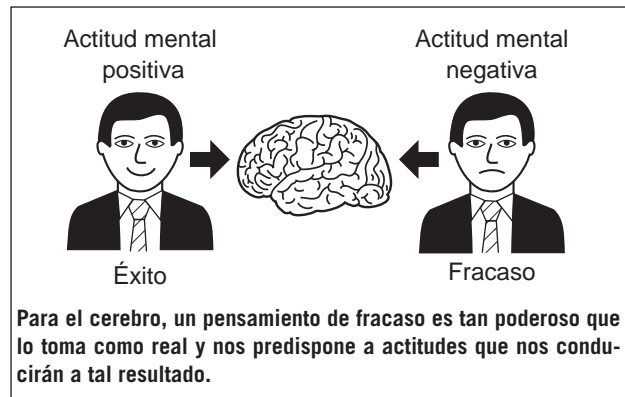 Actitud mental
positiva
Actitud mental
negativa
Éxito
Fracaso
Para el cerebro, un pensamiento de fracaso es tan poderoso que
lo toma como real y nos predispone a actitudes que nos condu-
cirán a tal resultado.